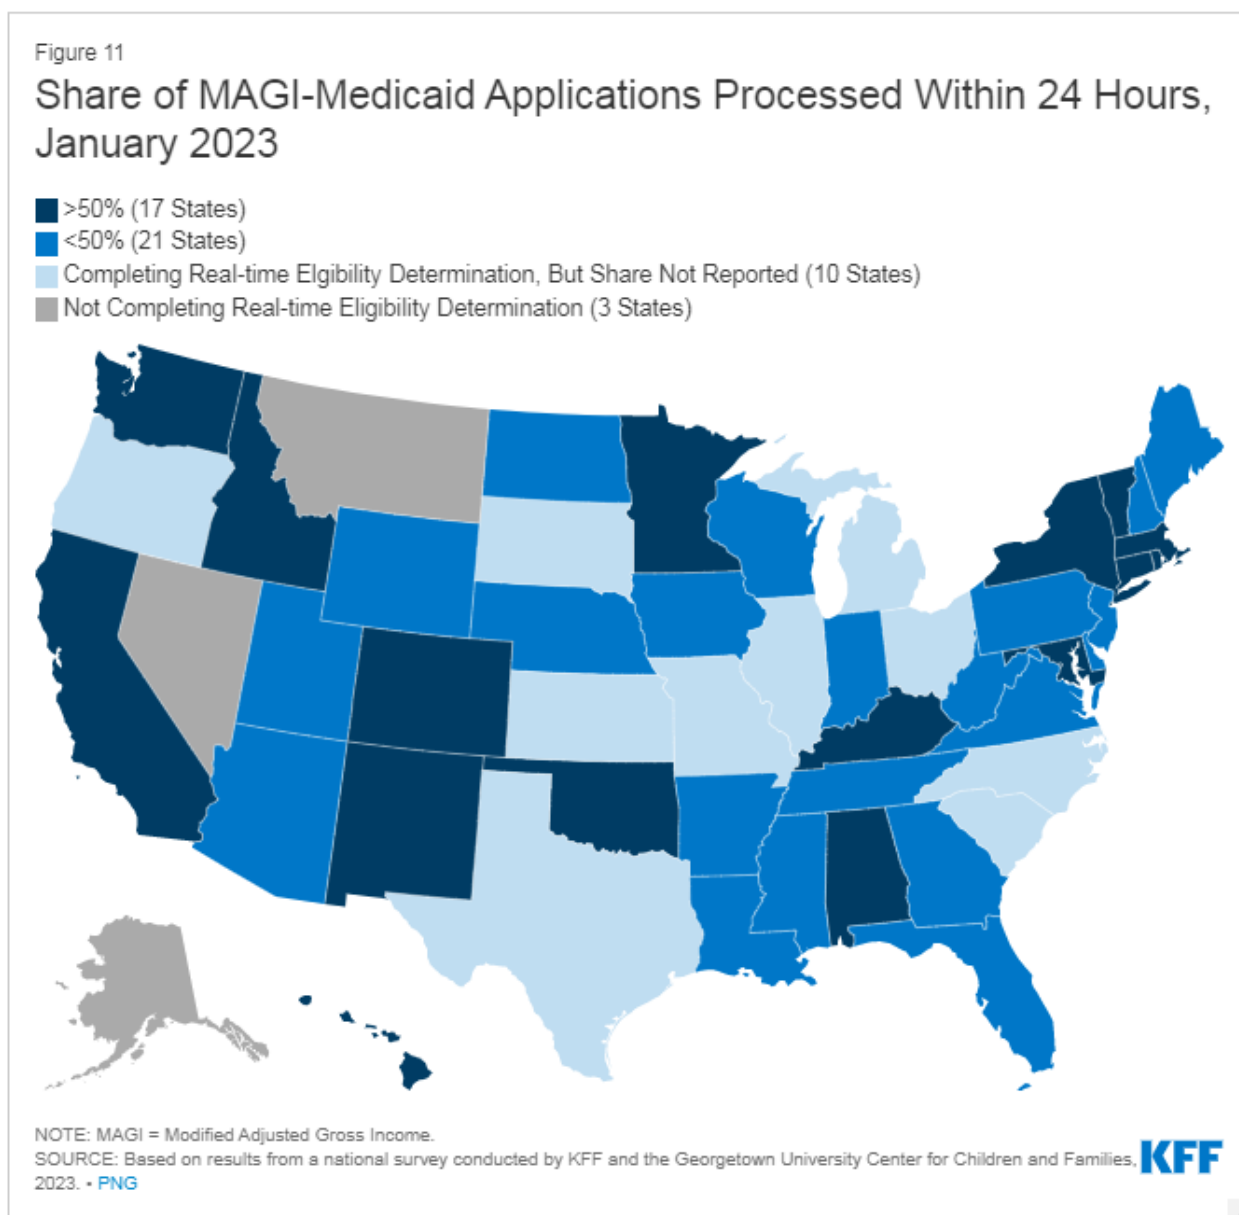 Figure 11
Share of MAGI-Medicaid Applications Processed Within 24 Hours,
January 2023
>50% (17 States)
<50% (21 States)
Completing Real-time Elgibility Determination, But Share Not Reported (10 States)
Not Completing Real-time Eligibility Determination (3 States)
NOTE: MAGI = Modified Adjusted Gross Income.
SOURCE: Based on results from a national survey conducted by KFF and the Georgetown University Center for Children and Families,
2023. • PNG
KFF